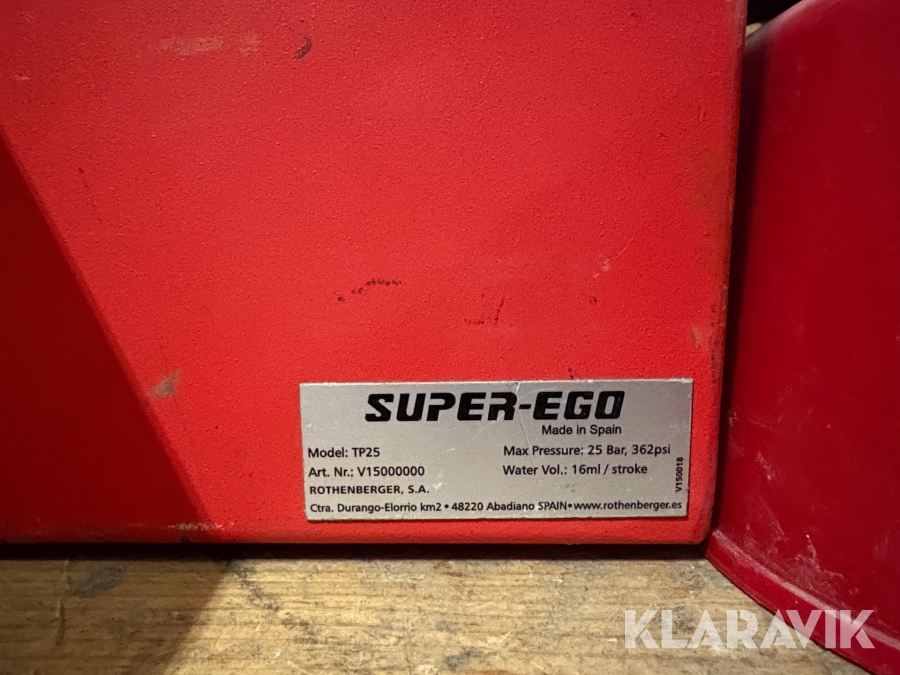 SUPER-EGO
Made in Spain
Model: TP25
Max Pressure: 25 Bar, 362psi
Art. Nr.: V15000000
Water Vol.: 16ml / stroke
ROTHENBERGER, S.A.
Ctra. Durango-Elorrio km2 • 48220 Abadiano SPAIN • www.rothenberger.es
V150018
KLARAVIK